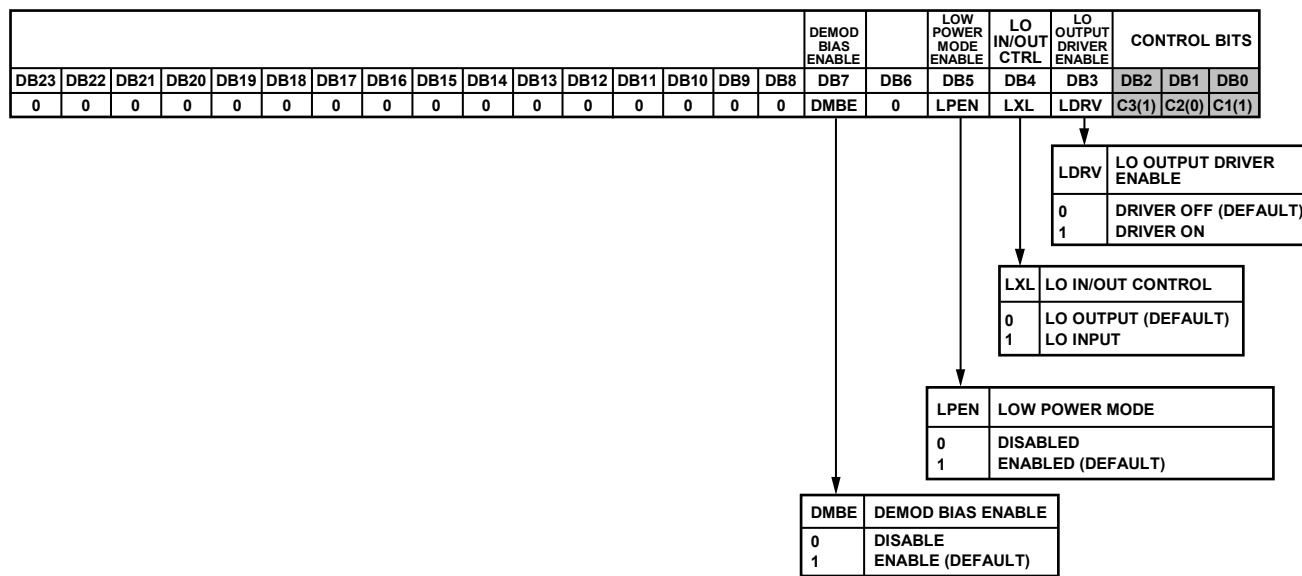 DEMOD BIAS ENABLE
LOW POWER MODE ENABLE
LO IN/OUT CTRL
LO OUTPUT DRIVER ENABLE
CONTROL BITS
DB23 DB22 DB21 DB20 DB19 DB18 DB17 DB16 DB15 DB14 DB13 DB12 DB11 DB10 DB9 DB8 DB7 DB6 DB5 DB4 DB3 DB2 DB1 DB0
0 0 0 0 0 0 0 0 0 0 0 0 0 0 0 0 DMBE 0 LPEN LXL LDRV C3(1) C2(0) C1(1)
LDRV LO OUTPUT DRIVER ENABLE
0 DRIVER OFF (DEFAULT)
1 DRIVER ON
LXL LO IN/OUT CONTROL
0 LO OUTPUT (DEFAULT)
1 LO INPUT
LPEN LOW POWER MODE
0 DISABLED
1 ENABLED (DEFAULT)
DMBE DEMOD BIAS ENABLE
0 DISABLE
1 ENABLE (DEFAULT)